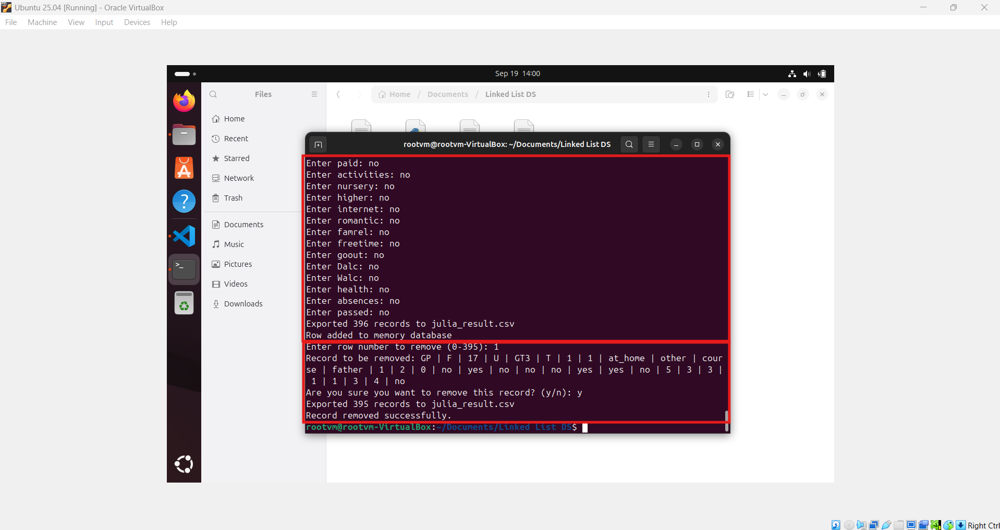 Ubuntu 25.04 [Running] - Oracle VirtualBox
File Machine View Input Devices Help
Sep 19 14:00
Files
Home / Documents / Linked List DS
Home
Recent
Starred
Network
Trash
Documents
Music
Pictures
Videos
Downloads
rootvm@rootvm-VirtualBox: ~/Documents/Linked List DS
Enter paid: no
Enter activities: no
Enter nursery: no
Enter higher: no
Enter internet: no
Enter romantic: no
Enter famrel: no
Enter freetime: no
Enter goout: no
Enter Dalc: no
Enter Walc: no
Enter health: no
Enter absences: no
Enter passed: no
Exported 396 records to julia_result.csv
Row added to memory database
Enter row number to remove (0-395): 1
Record to be removed: GP | F | 17 | U | GT3 | T | 1 | 1 | at_home | other | cour
se | father | 1 | 2 | 0 | no | yes | no | no | no | yes | yes | no | 5 | 3 | 3 |
1 | 1 | 3 | 4 | no
Are you sure you want to remove this record? (y/n): y
Exported 395 records to julia_result.csv
Record removed successfully.
rootvm@rootvm-VirtualBox:~/Documents/Linked List DS$
Right Ctrl